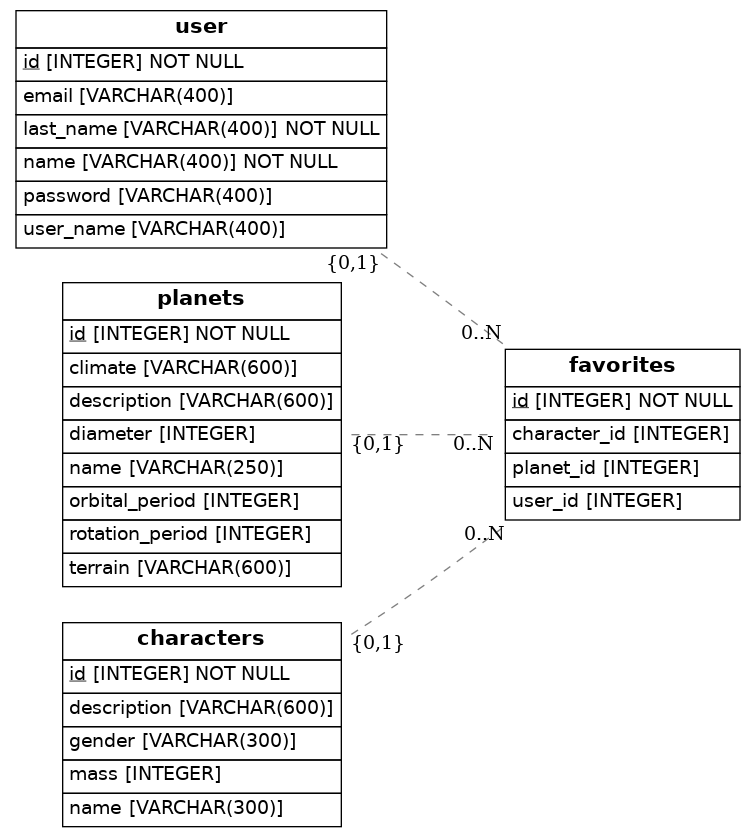 user
id [INTEGER] NOT NULL
email [VARCHAR(400)]
last_name [VARCHAR(400)] NOT NULL
name [VARCHAR(400)] NOT NULL
password [VARCHAR(400)]
user_name [VARCHAR(400)]
{0,1}
0..N
planets
id [INTEGER] NOT NULL
climate [VARCHAR(600)]
description [VARCHAR(600)]
diameter [INTEGER]
name [VARCHAR(250)]
orbital_period [INTEGER]
rotation_period [INTEGER]
terrain [VARCHAR(600)]
{0,1}
0..N
favorites
id [INTEGER] NOT NULL
character_id [INTEGER]
planet_id [INTEGER]
user_id [INTEGER]
0..N
{0,1}
characters
id [INTEGER] NOT NULL
description [VARCHAR(600)]
gender [VARCHAR(300)]
mass [INTEGER]
name [VARCHAR(300)]